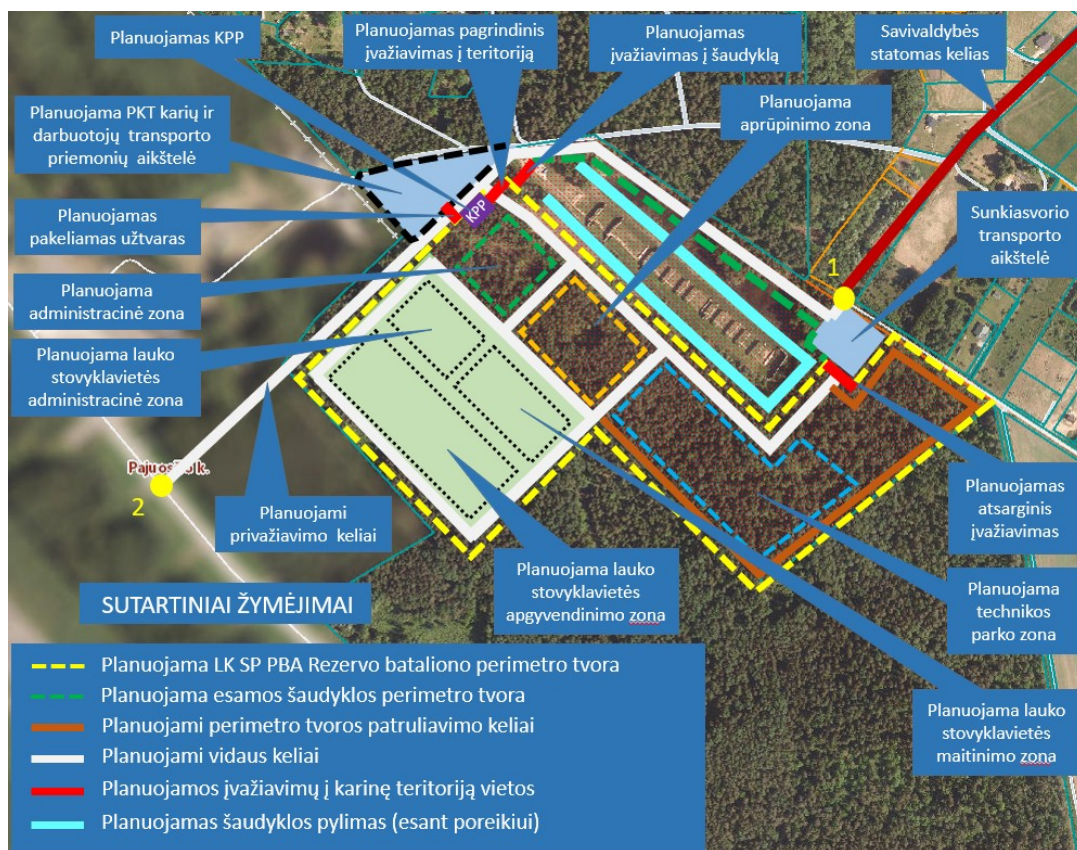 Planuojamas KPP
Planuojamas pagrindinis
įvažiavimas į teritoriją
Planuojamas
įvažiavimas į šaudyklą
Savivaldybės
statomas kelias
Planuojama PKT karių ir
darbuotojų transporto
priemonių aikštelė
Planuojama
aprūpinimo zona
Planuojamas
pakeliamas užtvaras
KPP
Sunkiasvorio
transporto
aikštelė
1
Planuojama
administracinė zona
Planuojama lauko
stovyklavietės
administracinė zona
2
Planuojami
privažiavimo keliai
Planuojamas
atsarginis
įvažiavimas
Planuojama lauko
stovyklavietės
apgyvendinimo zona
Planuojama
technikos
parko zona
Planuojama lauko
stovyklavietės
maitinimo zona
SUTARTINIAI ŽYMĖJIMAI
Planuojama LK SP PBA Rezervo bataliono perimetro tvora
Planuojama esamos šaudyklos perimetro tvora
Planuojami perimetro tvoros patruliavimo keliai
Planuojami vidaus keliai
Planuojamos įvažiavimų į karinę teritoriją vietos
Planuojamas šaudyklos pylimas (esant poreikiui)